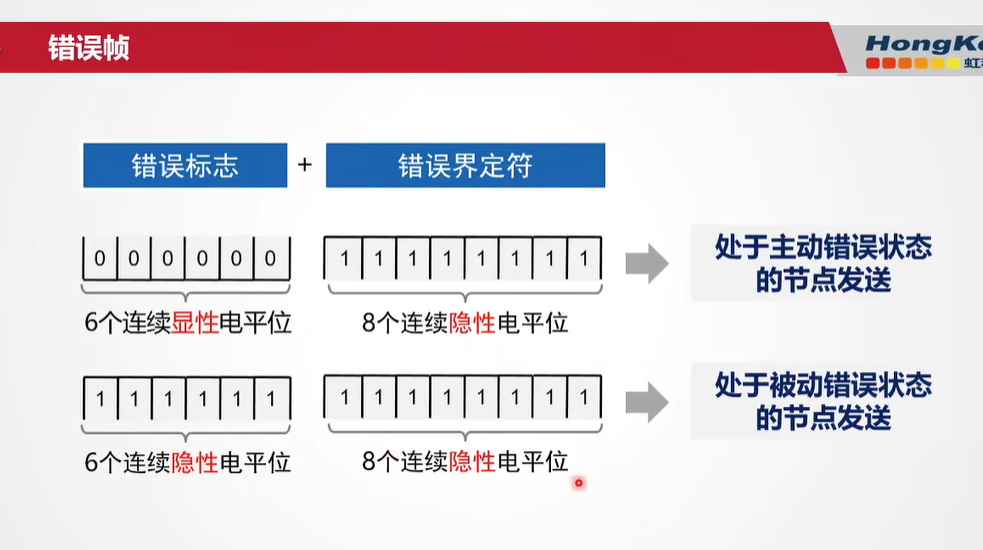 错误帧
HongKe
虹
错误标志 + 错误界定符
0 0 0 0 0 0 1 1 1 1 1 1 1 1
处于主动错误状态
的节点发送
6个连续显性电平位 8个连续隐性电平位
1 1 1 1 1 1 1 1 1 1 1 1 1 1
处于被动错误状态
的节点发送
6个连续隐性电平位 8个连续隐性电平位